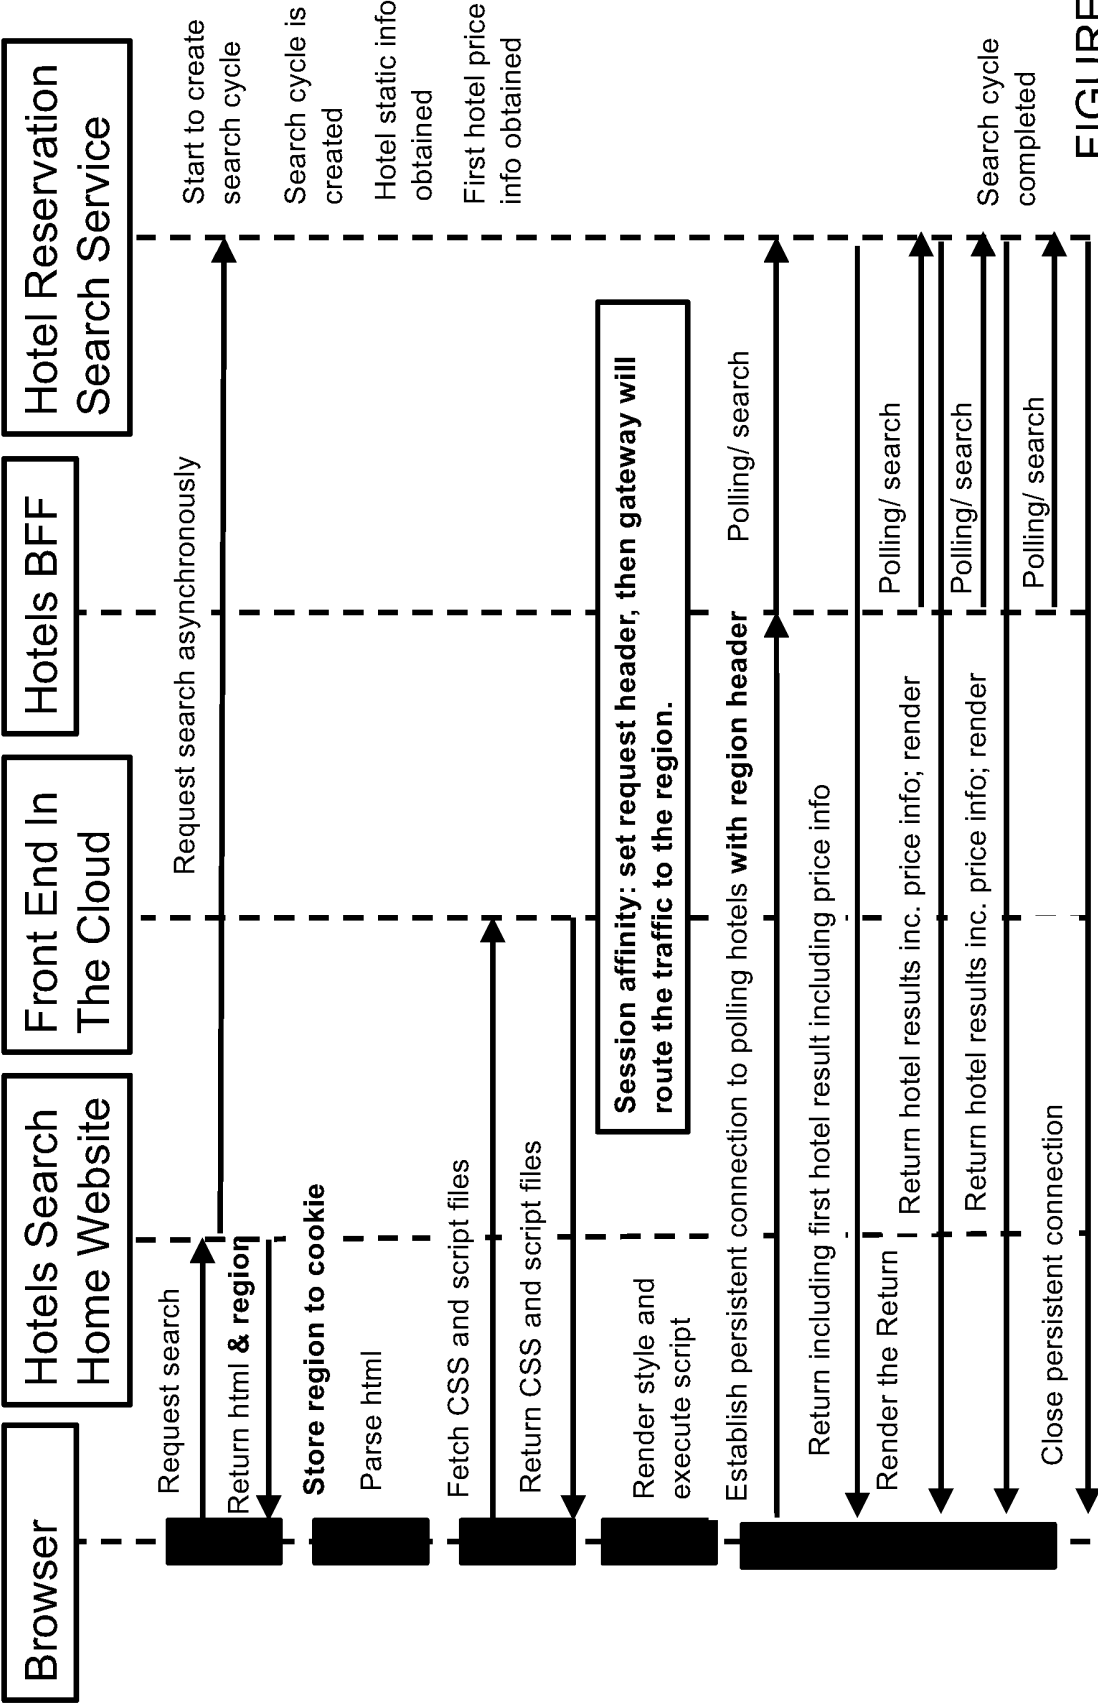 Browser
Hotels Search
Home Website
Front End In
The Cloud
Hotels BFF
Hotel Reservation
Search Service
Request search
Request search asynchronously
Start to create
search cycle
Return html & region
Search cycle is
created
Store region to cookie
Parse html
Hotel static info
obtained
Fetch CSS and script files
First hotel price
info obtained
Return CSS and script files
Session affinity: set request header, then gateway will
route the traffic to the region.
Render style and
execute script
Establish persistent connection to polling hotels with region header
Polling/ search
Return including first hotel result including price info
Render the Return
Polling/ search
Return hotel results inc. price info; render
Polling/ search
Return hotel results inc. price info; render
Search cycle
completed
Polling/ search
Close persistent connection
FIGURE